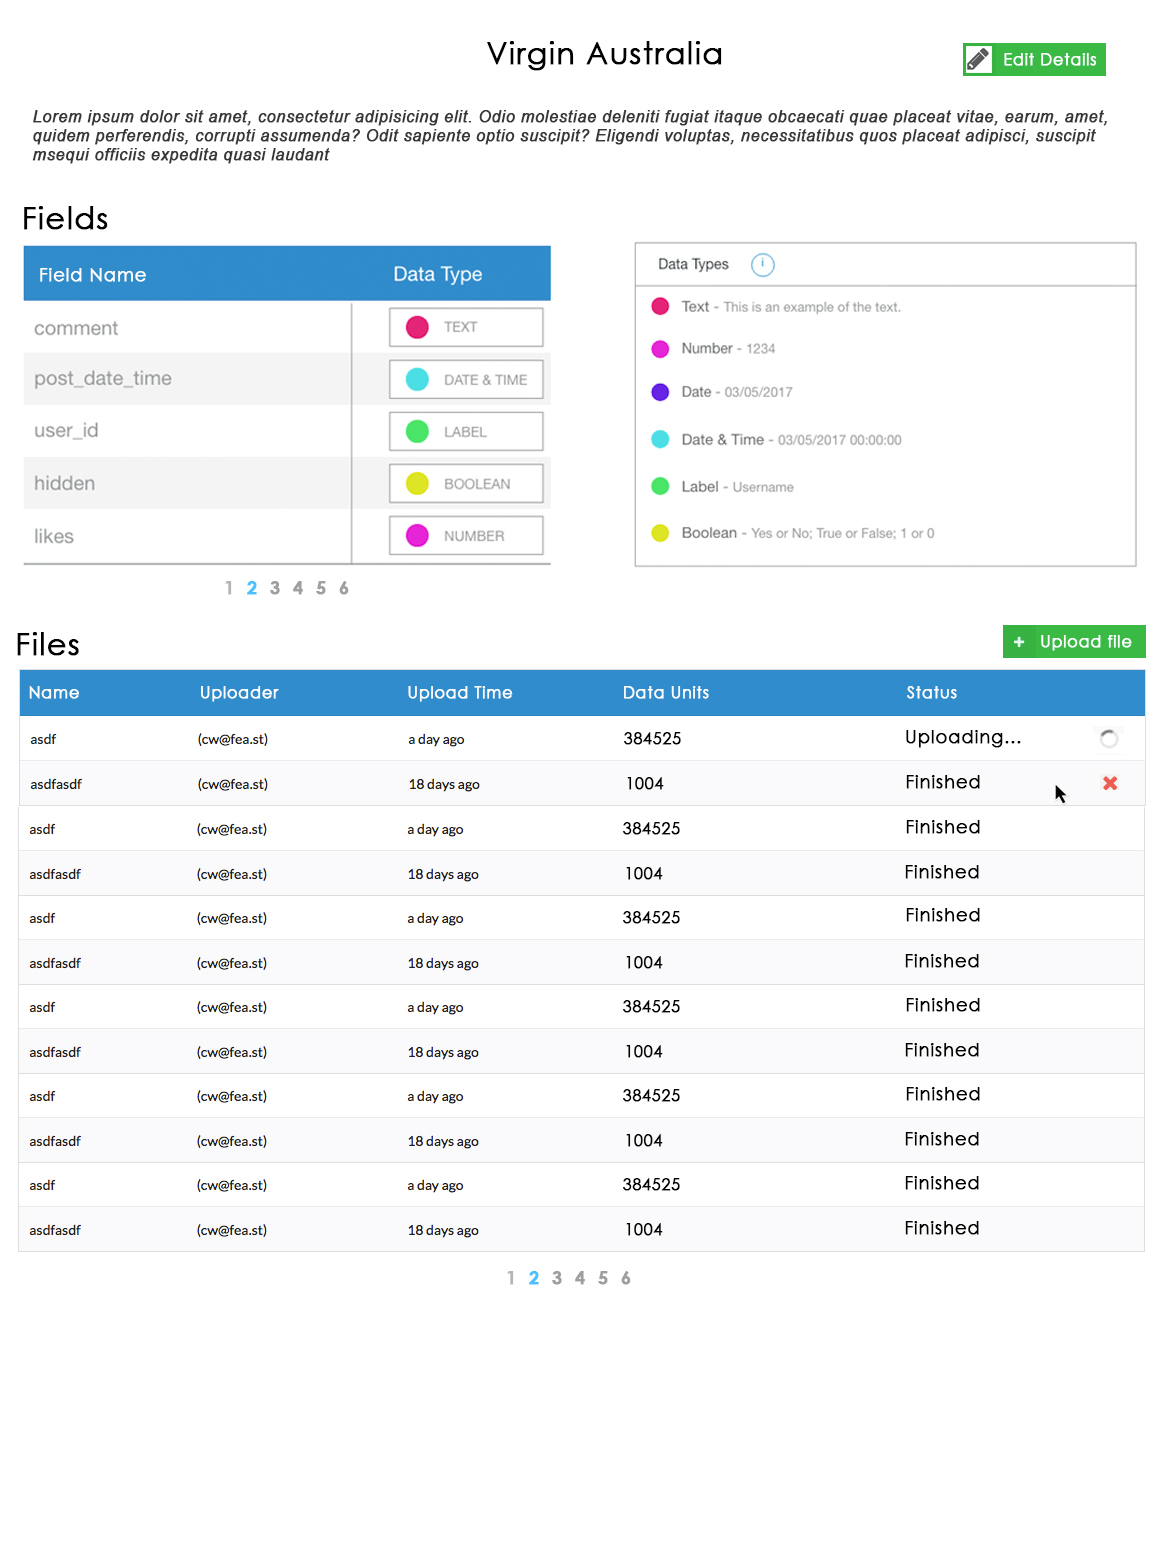 Virgin Australia
Edit Details
Lorem ipsum dolor sit amet, consectetur adipisicing elit. Odio molestiae deleniti fugiat itaque obcaecati quae placeat vitae, earum, amet,
quidem perferendis, corrupti assumenda? Odit sapiente optio suscipit? Eligendi voluptas, necessitatibus quos placeat adipisci, suscipit
msequi officiis expedita quasi laudant
Fields
Field Name Data Type
comment TEXT
post_date_time DATE & TIME
user_id LABEL
hidden BOOLEAN
likes NUMBER
1 2 3 4 5 6
Data Types i
Text - This is an example of the text.
Number - 1234
Date - 03/05/2017
Date & Time - 03/05/2017 00:00:00
Label - Username
Boolean - Yes or No; True or False; 1 or 0
Files
+ Upload file
Name Uploader Upload Time Data Units Status
asdf (cw@fea.st) a day ago 384525 Uploading...
asdfasdf (cw@fea.st) 18 days ago 1004 Finished
asdf (cw@fea.st) a day ago 384525 Finished
asdfasdf (cw@fea.st) 18 days ago 1004 Finished
asdf (cw@fea.st) a day ago 384525 Finished
asdfasdf (cw@fea.st) 18 days ago 1004 Finished
asdf (cw@fea.st) a day ago 384525 Finished
asdfasdf (cw@fea.st) 18 days ago 1004 Finished
asdf (cw@fea.st) a day ago 384525 Finished
asdfasdf (cw@fea.st) 18 days ago 1004 Finished
asdf (cw@fea.st) a day ago 384525 Finished
asdfasdf (cw@fea.st) 18 days ago 1004 Finished
1 2 3 4 5 6